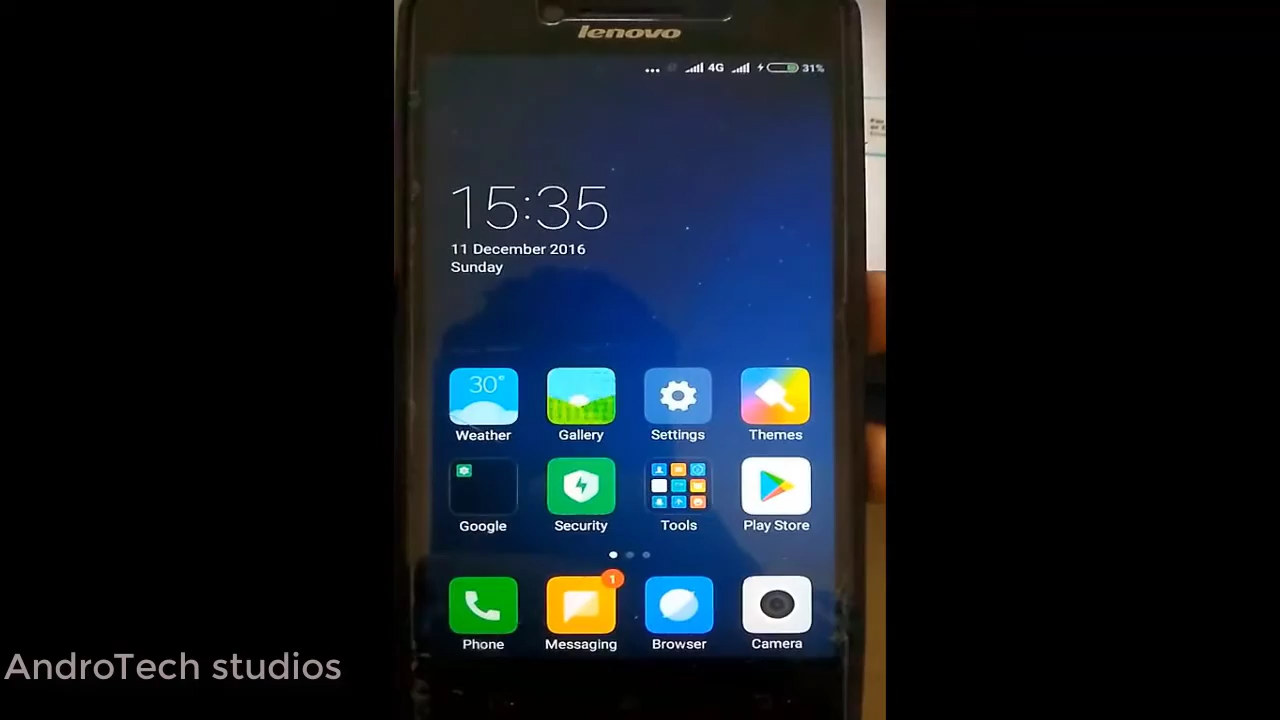 lenovo
4G 31%
15:35
11 December 2016
Sunday
30°
Weather Gallery Settings Themes
Google Security Tools Play Store
1
Phone Messaging Browser Camera
AndroTech studios